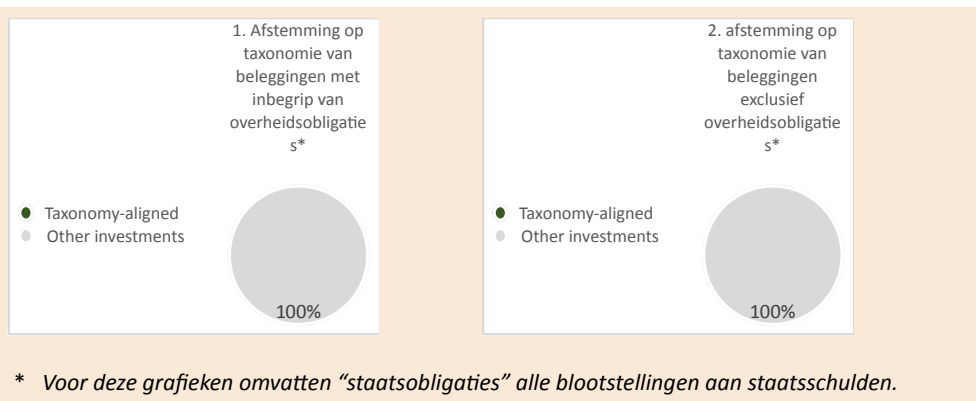 1. Afstemming op
taxonomie van
beleggingen met
inbegrip van
overheidsobligatie
s*
Taxonomy-aligned
Other investments
100%
2. afstemming op
taxonomie van
beleggingen
exclusief
overheidsobligatie
s*
Taxonomy-aligned
Other investments
100%
* Voor deze grafieken omvatten “staatsobligaties” alle blootstellingen aan staatsschulden.